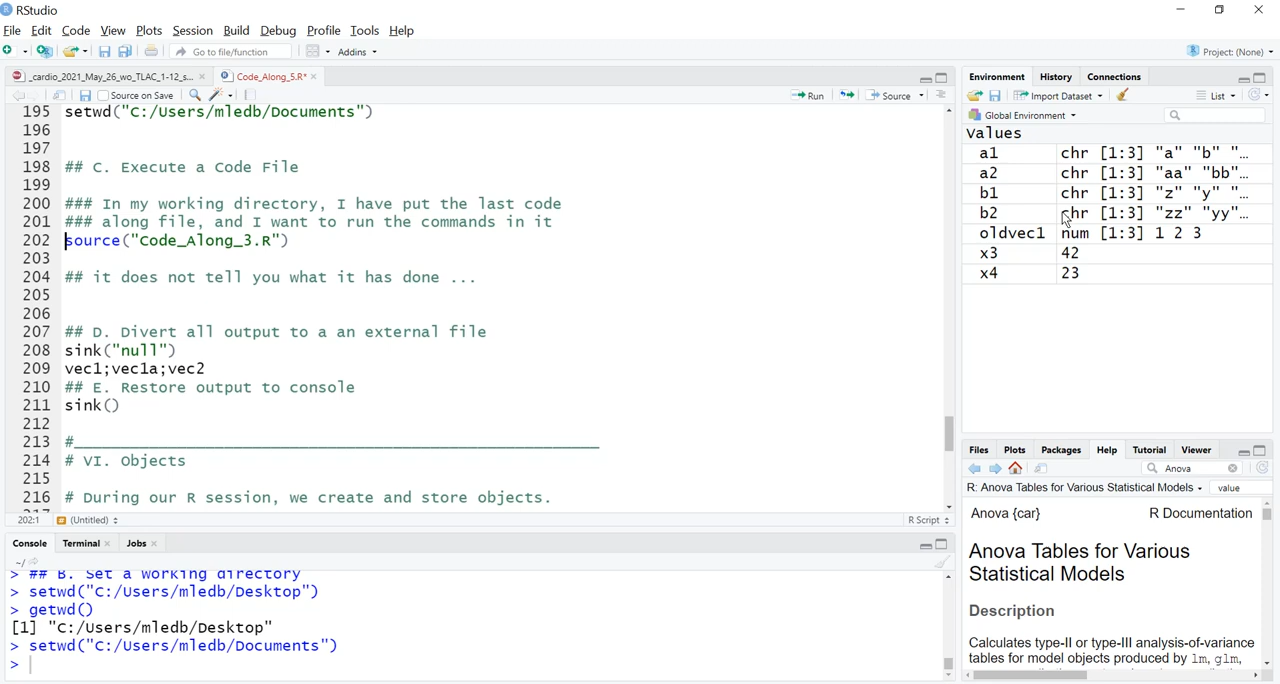 RStudio
File Edit Code View Plots Session Build Debug Profile Tools Help
Go to file/function Addins Project: (None)
_cardio_2021_May_26_wo_TLAC_1-12_s... Code_Along_5.R*
Source on Save Run Source
195 setwd("C:/Users/mledb/Documents")
196
197
198 ## C. Execute a Code File
199
200 ### In my working directory, I have put the last code
201 ### along file, and I want to run the commands in it
202 source("Code_Along_3.R")
203
204 ## it does not tell you what it has done ...
205
206
207 ## D. Divert all output to a an external file
208 sink("null")
209 vec1;vec1a;vec2
210 ## E. Restore output to console
211 sink()
212
213 #
214 # VI. Objects
215
216 # During our R session, we create and store objects.
202:1 (Untitled) R Script
Console Terminal Jobs
~/
> ## B. Set a working directory
> setwd("C:/Users/mledb/Desktop")
> getwd()
[1] "C:/Users/mledb/Desktop"
> setwd("C:/Users/mledb/Documents")
>
Environment History Connections
Import Dataset List
Global Environment
Values
a1 chr [1:3] "a" "b" "...
a2 chr [1:3] "aa" "bb"...
b1 chr [1:3] "z" "y" "...
b2 chr [1:3] "zz" "yy"...
oldvec1 num [1:3] 1 2 3
x3 42
x4 23
Files Plots Packages Help Tutorial Viewer
Anova
R: Anova Tables for Various Statistical Models value
Anova {car} R Documentation
Anova Tables for Various
Statistical Models
Description
Calculates type-II or type-III analysis-of-variance
tables for model objects produced by lm, glm,